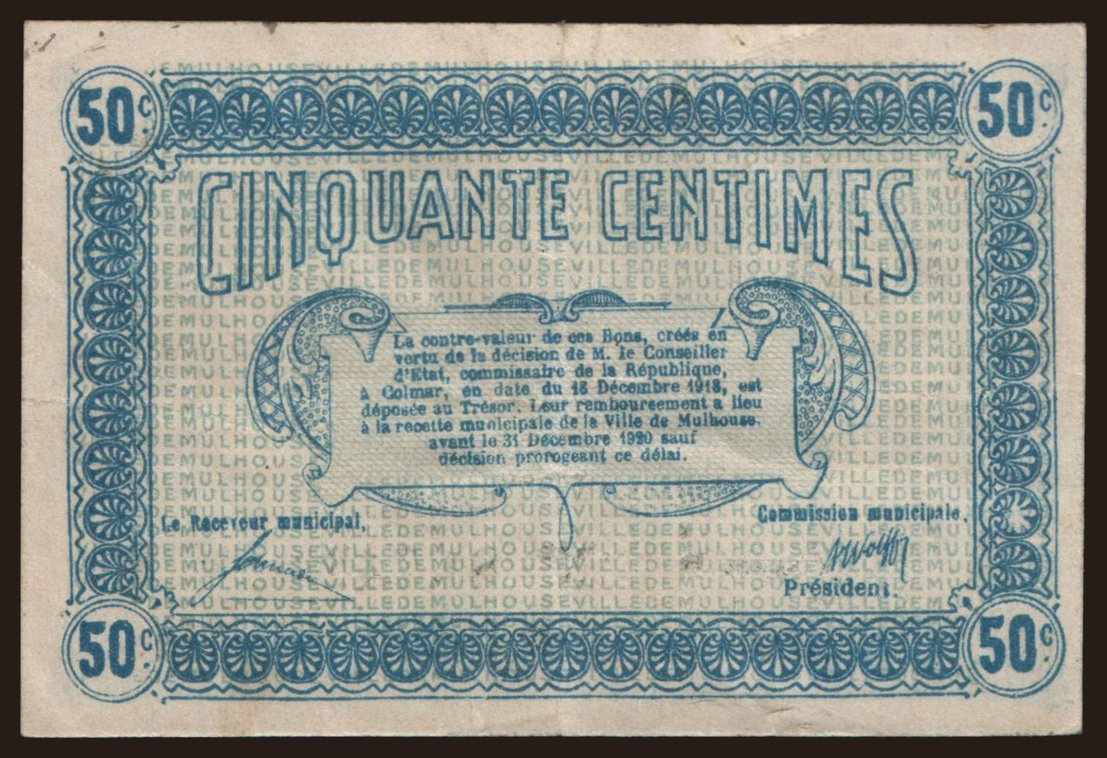 50c. 50c.
CINQUANTE CENTIMES
La contre-valeur de ces Bons, créés en
vertu de la décision de M. le Conseiller
d'Etat, commissaire de la République,
à Colmar, en date du 18 Décembre 1918, est
déposée au Trésor. Leur remboursement a lieu
à la recette municipale de la Ville de Mulhouse,
avant le 31 Décembre 1920 sauf
décision prorogeant ce délai.
Le Receveur municipal,
Commission municipale,
Président.
50c. 50c.